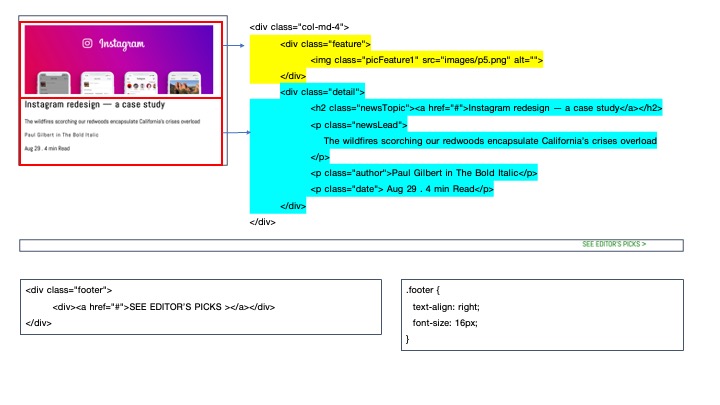 Instagram
Instagram redesign — a case study
The wildfires scorching our redwoods encapsulate California's crises overload
Paul Gilbert in The Bold Italic
Aug 29 . 4 min Read
<div class="col-md-4">
<div class="feature">
<img class="picFeature1" src="images/p5.png" alt="">
</div>
<div class="detail">
<h2 class="newsTopic"><a href="#">Instagram redesign — a case study</a></h2>
<p class="newsLead">
The wildfires scorching our redwoods encapsulate California's crises overload
</p>
<p class="author">Paul Gilbert in The Bold Italic</p>
<p class="date"> Aug 29 . 4 min Read</p>
</div>
</div>
SEE EDITOR'S PICKS >
<div class="footer">
<div><a href="#">SEE EDITOR'S PICKS ></a></div>
</div>
.footer {
text-align: right;
font-size: 16px;
}